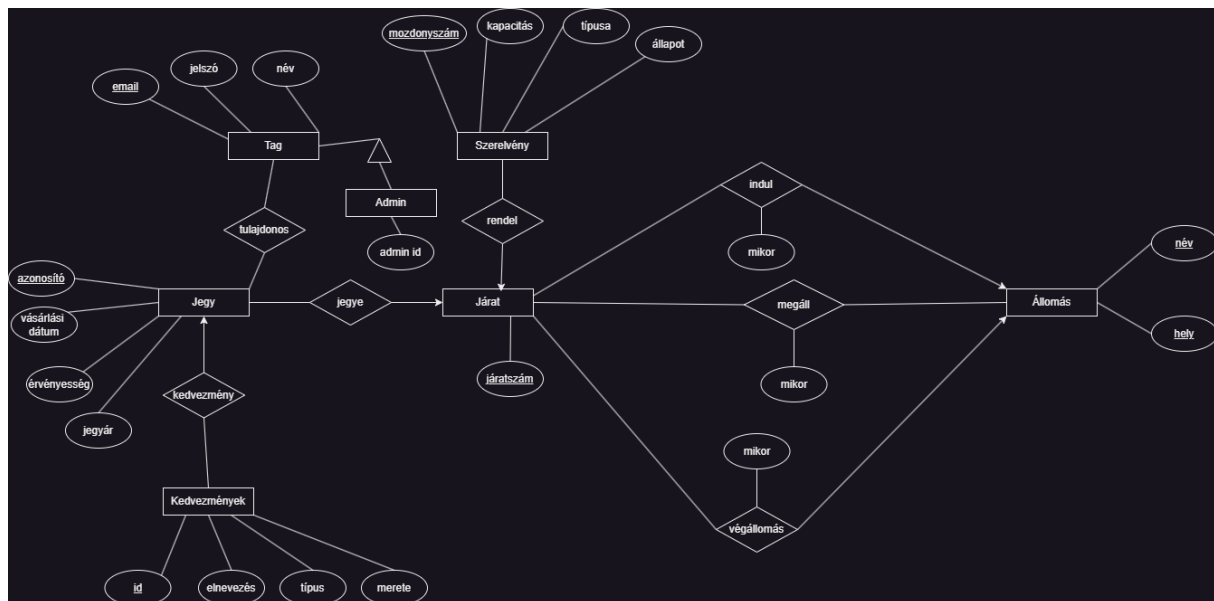 mozdonyszám
kapacitás
típusa
állapot
email
jelszó
név
Tag
Szerelvény
Admin
indul
tulajdonos
rendel
admin id
mikor
név
azonosító
Jegy
jegye
Járat
megáll
Állomás
vásárlási
dátum
hely
érvényesség
kedvezmény
járatszám
mikor
jegyár
mikor
Kedvezmények
végállomás
id
elnevezés
típus
merete